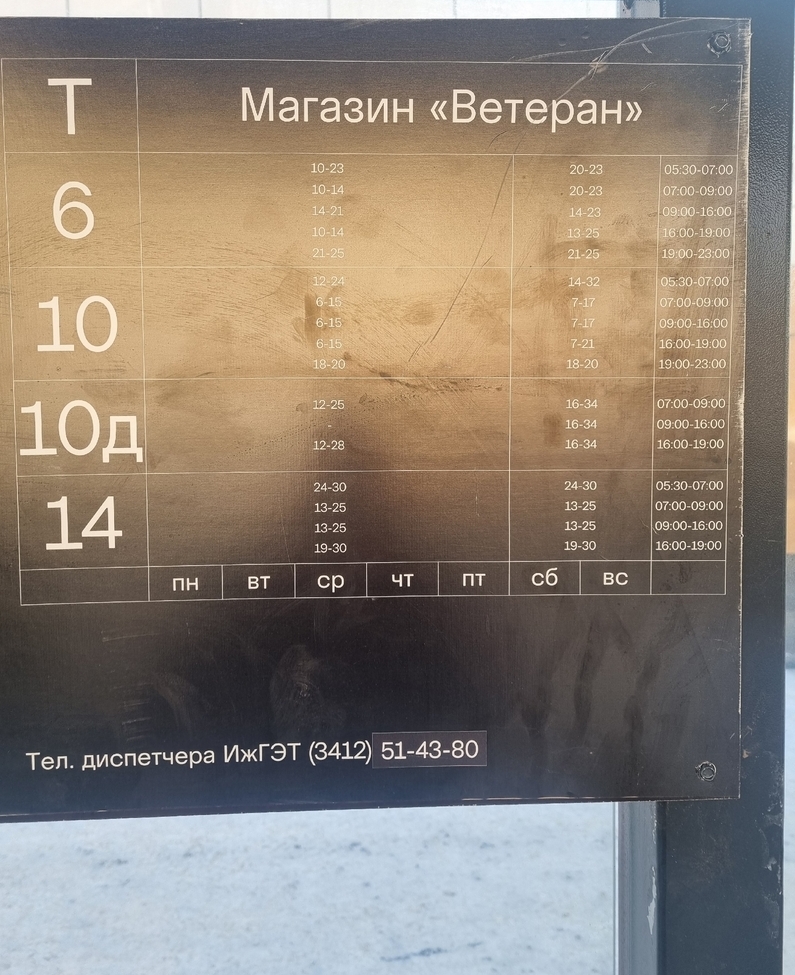 Т Магазин «Ветеран»
6
10-23 20-23 05:30-07:00
10-14 20-23 07:00-09:00
14-21 14-23 09:00-16:00
10-14 13-25 16:00-19:00
21-25 21-25 19:00-23:00
10
12-24 14-32 05:30-07:00
6-15 7-17 07:00-09:00
6-15 7-17 09:00-16:00
6-15 7-21 16:00-19:00
18-20 18-20 19:00-23:00
10д
12-25 16-34 07:00-09:00
- 16-34 09:00-16:00
12-28 16-34 16:00-19:00
14
24-30 24-30 05:30-07:00
13-25 13-25 07:00-09:00
13-25 13-25 09:00-16:00
19-30 19-30 16:00-19:00
пн вт ср чт пт сб вс
Тел. диспетчера ИжГЭТ (3412) 51-43-80